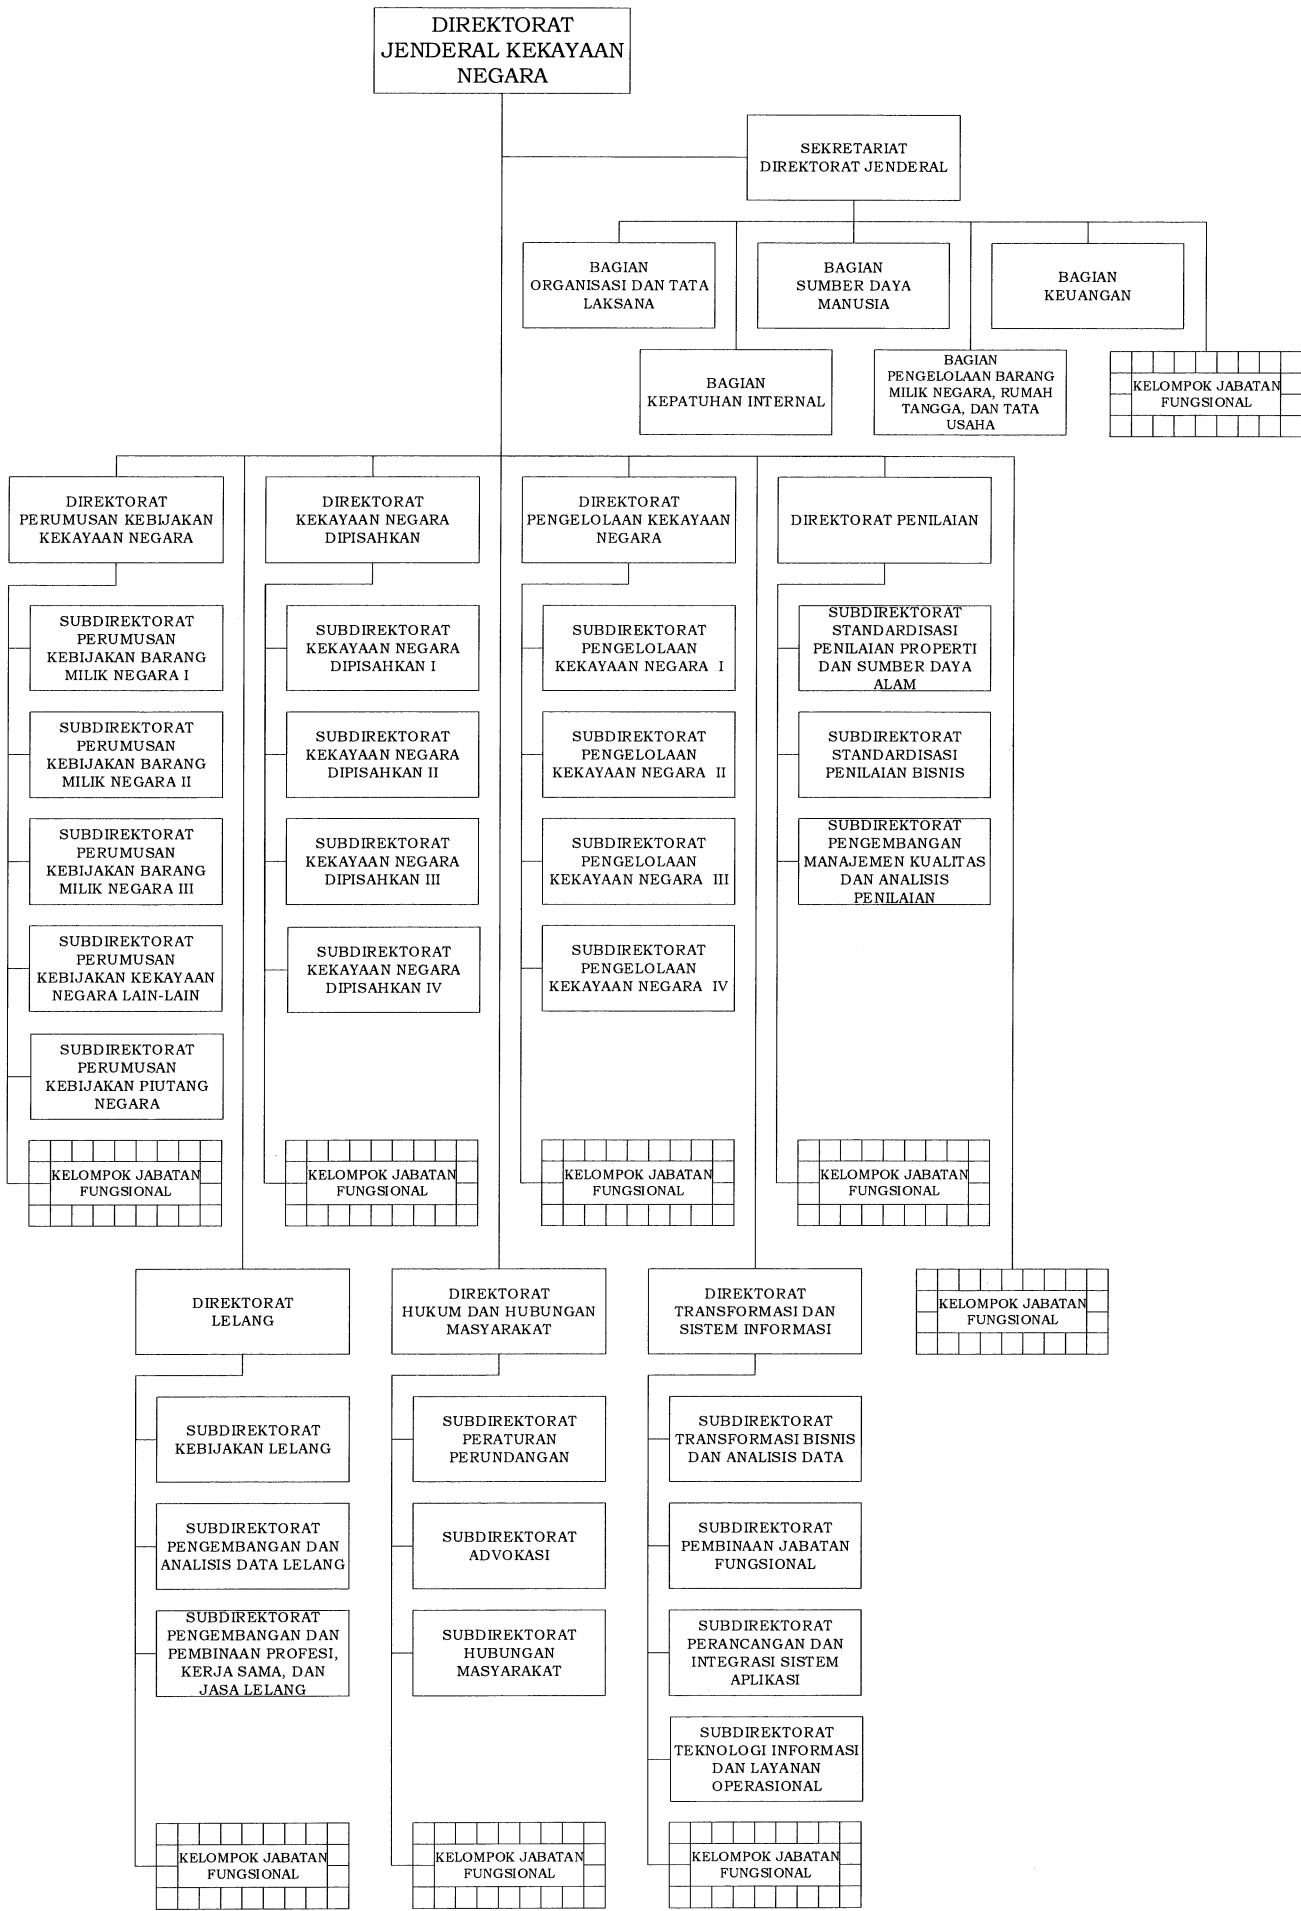 DIREKTORAT
JENDERAL KEKAYAAN
NEGARA
SEKRETARIAT
DIREKTORAT JENDERAL
BAGIAN
ORGANISASI DAN TATA
LAKSANA
BAGIAN
SUMBER DAYA
MANUSIA
BAGIAN
KEUANGAN
BAGIAN
KEPATUHAN INTERNAL
BAGIAN
PENGELOLAAN BARANG
MILIK NEGARA, RUMAH
TANGGA, DAN TATA
USAHA
KELOMPOK JABATAN
FUNGSIONAL
DIREKTORAT
PERUMUSAN KEBIJAKAN
KEKAYAAN NEGARA
SUBDIREKTORAT
PERUMUSAN
KEBIJAKAN BARANG
MILIK NEGARA I
SUBDIREKTORAT
PERUMUSAN
KEBIJAKAN BARANG
MILIK NEGARA II
SUBDIREKTORAT
PERUMUSAN
KEBIJAKAN BARANG
MILIK NEGARA III
SUBDIREKTORAT
PERUMUSAN
KEBIJAKAN KEKAYAAN
NEGARA LAIN-LAIN
SUBDIREKTORAT
PERUMUSAN
KEBIJAKAN PIUTANG
NEGARA
KELOMPOK JABATAN
FUNGSIONAL
DIREKTORAT
KEKAYAAN NEGARA
DIPISAHKAN
SUBDIREKTORAT
KEKAYAAN NEGARA
DIPISAHKAN I
SUBDIREKTORAT
KEKAYAAN NEGARA
DIPISAHKAN II
SUBDIREKTORAT
KEKAYAAN NEGARA
DIPISAHKAN III
SUBDIREKTORAT
KEKAYAAN NEGARA
DIPISAHKAN IV
KELOMPOK JABATAN
FUNGSIONAL
DIREKTORAT
PENGELOLAAN KEKAYAAN
NEGARA
SUBDIREKTORAT
PENGELOLAAN
KEKAYAAN NEGARA I
SUBDIREKTORAT
PENGELOLAAN
KEKAYAAN NEGARA II
SUBDIREKTORAT
PENGELOLAAN
KEKAYAAN NEGARA III
SUBDIREKTORAT
PENGELOLAAN
KEKAYAAN NEGARA IV
KELOMPOK JABATAN
FUNGSIONAL
DIREKTORAT PENILAIAN
SUBDIREKTORAT
STANDARDISASI
PENILAIAN PROPERTI
DAN SUMBER DAYA
ALAM
SUBDIREKTORAT
STANDARDISASI
PENILAIAN BISNIS
SUBDIREKTORAT
PENGEMBANGAN
MANAJEMEN KUALITAS
DAN ANALISIS
PENILAIAN
KELOMPOK JABATAN
FUNGSIONAL
DIREKTORAT
LELANG
SUBDIREKTORAT
KEBIJAKAN LELANG
SUBDIREKTORAT
PENGEMBANGAN DAN
ANALISIS DATA LELANG
SUBDIREKTORAT
PENGEMBANGAN DAN
PEMBINAAN PROFESI,
KERJA SAMA, DAN
JASA LELANG
KELOMPOK JABATAN
FUNGSIONAL
DIREKTORAT
HUKUM DAN HUBUNGAN
MASYARAKAT
SUBDIREKTORAT
PERATURAN
PERUNDANGAN
SUBDIREKTORAT
ADVOKASI
SUBDIREKTORAT
HUBUNGAN
MASYARAKAT
KELOMPOK JABATAN
FUNGSIONAL
DIREKTORAT
TRANSFORMASI DAN
SISTEM INFORMASI
SUBDIREKTORAT
TRANSFORMASI BISNIS
DAN ANALISIS DATA
SUBDIREKTORAT
PEMBINAAN JABATAN
FUNGSIONAL
SUBDIREKTORAT
PERANCANGAN DAN
INTEGRASI SISTEM
APLIKASI
SUBDIREKTORAT
TEKNOLOGI INFORMASI
DAN LAYANAN
OPERASIONAL
KELOMPOK JABATAN
FUNGSIONAL
KELOMPOK JABATAN
FUNGSIONAL